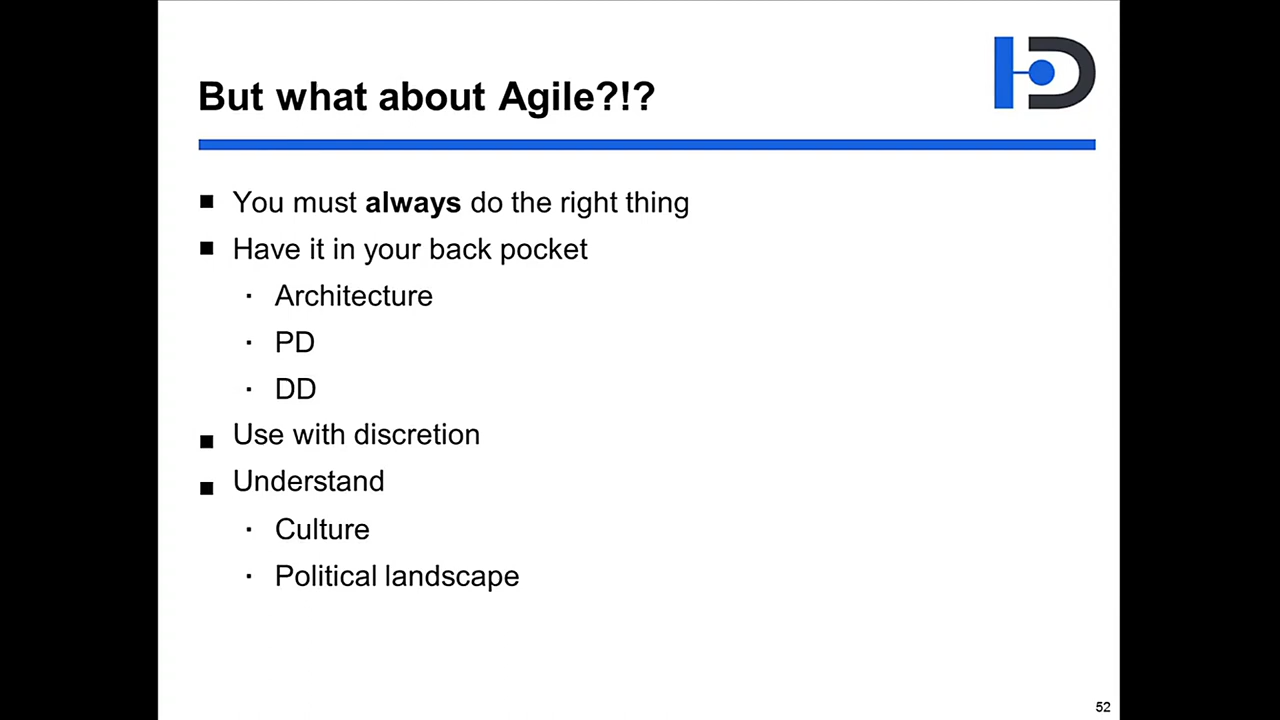 But what about Agile?!?
■ You must always do the right thing
■ Have it in your back pocket
▪ Architecture
▪ PD
▪ DD
■ Use with discretion
■ Understand
▪ Culture
▪ Political landscape
52